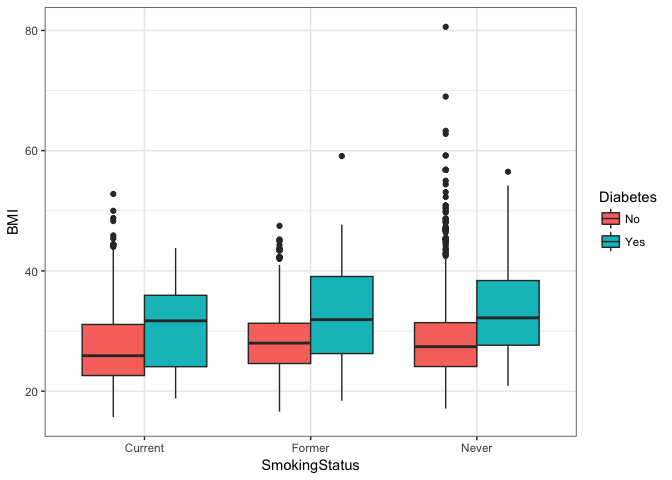 80
60
40
20
BMI
Current Former Never
SmokingStatus
Diabetes
No
Yes